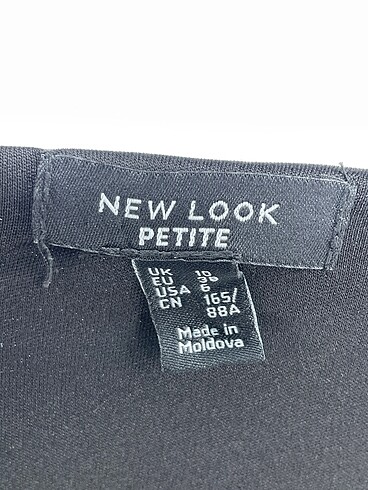 NEW LOOK
PETITE
UK 10
EU 38
USA 6
CN 165/
88A
Made in
Moldova